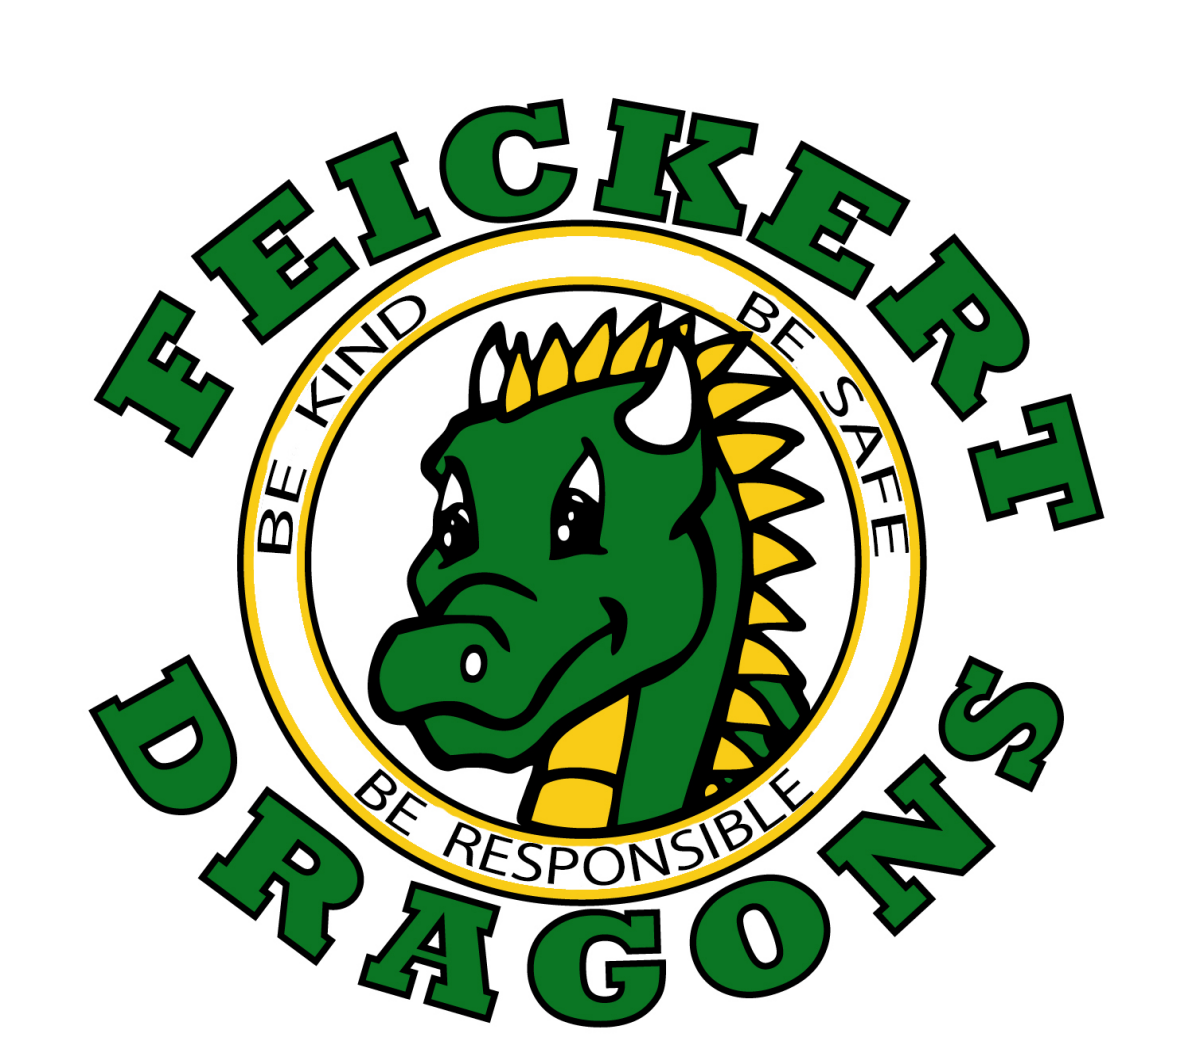 FEICKERT
BE KIND
BE SAFE
BE RESPONSIBLE
DRAGONS